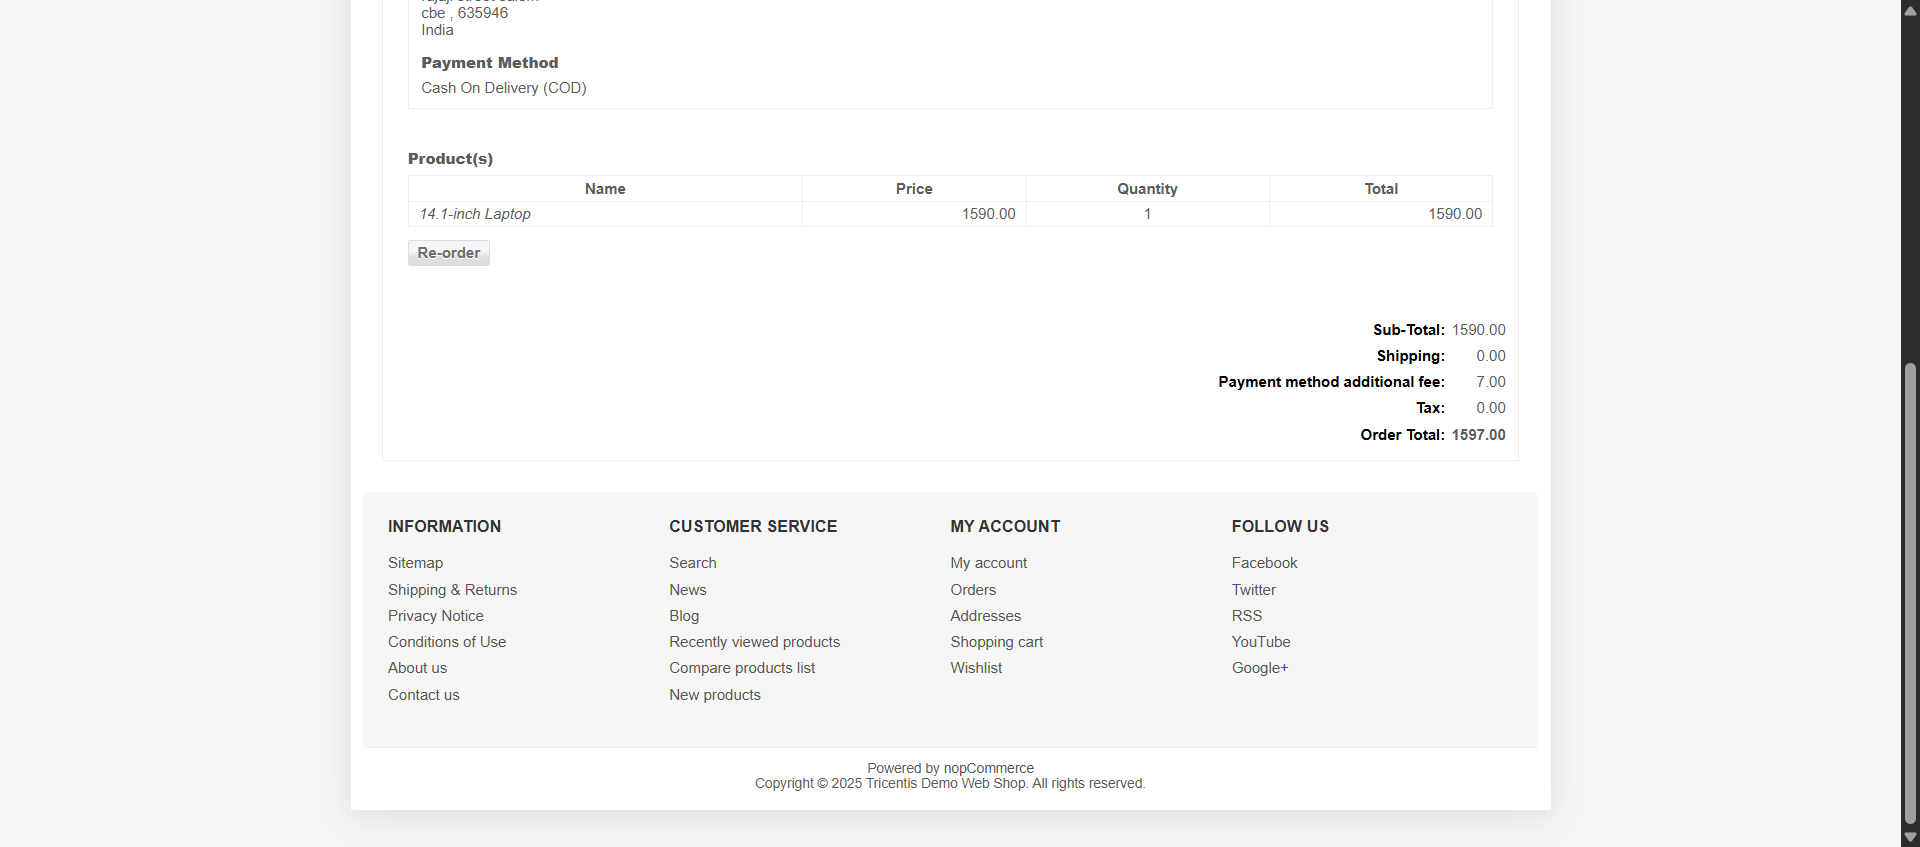 cbe , 635946
India
Payment Method
Cash On Delivery (COD)
Product(s)
Name Price Quantity Total
14.1-inch Laptop 1590.00 1 1590.00
Re-order
Sub-Total: 1590.00
Shipping: 0.00
Payment method additional fee: 7.00
Tax: 0.00
Order Total: 1597.00
INFORMATION
Sitemap
Shipping & Returns
Privacy Notice
Conditions of Use
About us
Contact us
CUSTOMER SERVICE
Search
News
Blog
Recently viewed products
Compare products list
New products
MY ACCOUNT
My account
Orders
Addresses
Shopping cart
Wishlist
FOLLOW US
Facebook
Twitter
RSS
YouTube
Google+
Powered by nopCommerce
Copyright © 2025 Tricentis Demo Web Shop. All rights reserved.